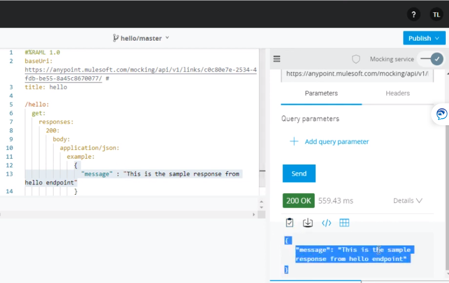 ? TL
hello/master
Publish
1 #%RAML 1.0
2 baseUri:
https://anypoint.mulesoft.com/mocking/api/v1/links/c0c80e7e-2534-4
fdb-be55-8a45c8670077/ #
3 title: hello
4
5 /hello:
6 get:
7 responses:
8 200:
9 body:
10 application/json:
11 example:
12 {
13 "message" : "This is the sample response from
hello endpoint"
14 }
Mocking service
https://anypoint.mulesoft.com/mocking/api/v1/
Parameters Headers
Query parameters
Add query parameter
Send
200 OK 559.43 ms Details
{
"message": "This is the sample
response from hello endpoint"
}